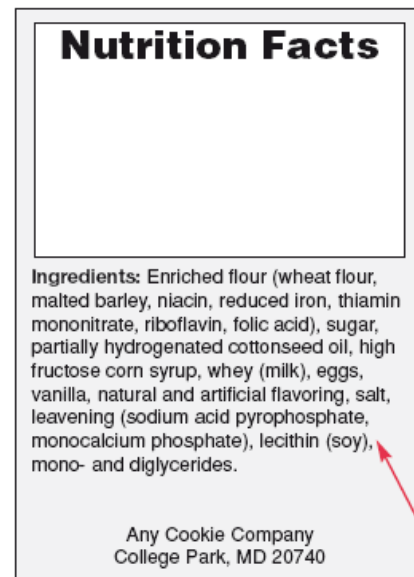 Nutrition Facts
Ingredients: Enriched flour (wheat flour,
malted barley, niacin, reduced iron, thiamin
mononitrate, riboflavin, folic acid), sugar,
partially hydrogenated cottonseed oil, high
fructose corn syrup, whey (milk), eggs,
vanilla, natural and artificial flavoring, salt,
leavening (sodium acid pyrophosphate,
monocalcium phosphate), lecithin (soy),
mono- and diglycerides.
Any Cookie Company
College Park, MD 20740